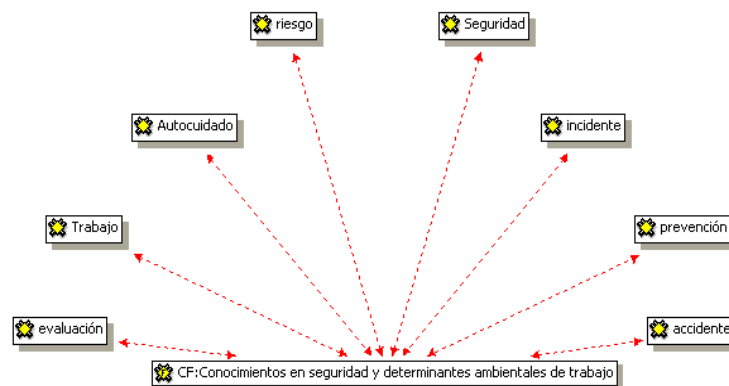 riesgo
Seguridad
Autocuidado
incidente
Trabajo
prevención
evaluación
accidente
CF:Conocimientos en seguridad y determinantes ambientales de trabajo